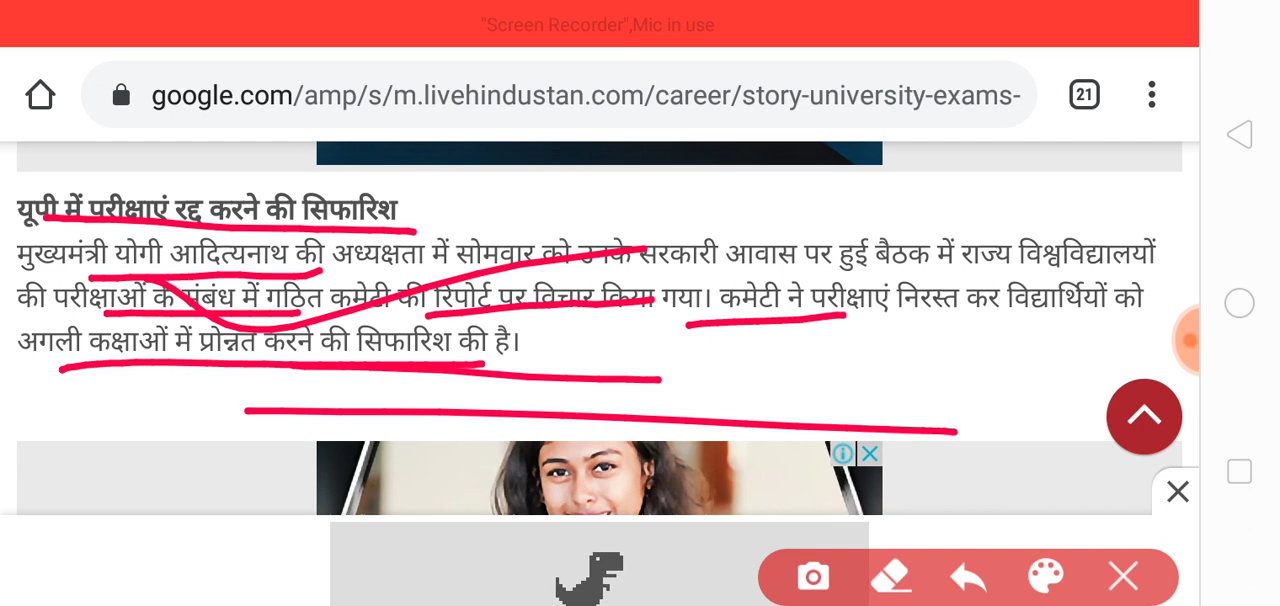 "Screen Recorder",Mic in use
google.com/amp/s/m.livehindustan.com/career/story-university-exams-
21
यूपी में परीक्षाएं रद्द करने की सिफारिश
मुख्यमंत्री योगी आदित्यनाथ की अध्यक्षता में सोमवार को उनके सरकारी आवास पर हुई बैठक में राज्य विश्वविद्यालयों
की परीक्षाओं के संबंध में गठित कमेटी की रिपोर्ट पर विचार किया गया। कमेटी ने परीक्षाएं निरस्त कर विद्यार्थियों को
अगली कक्षाओं में प्रोन्नत करने की सिफारिश की है।